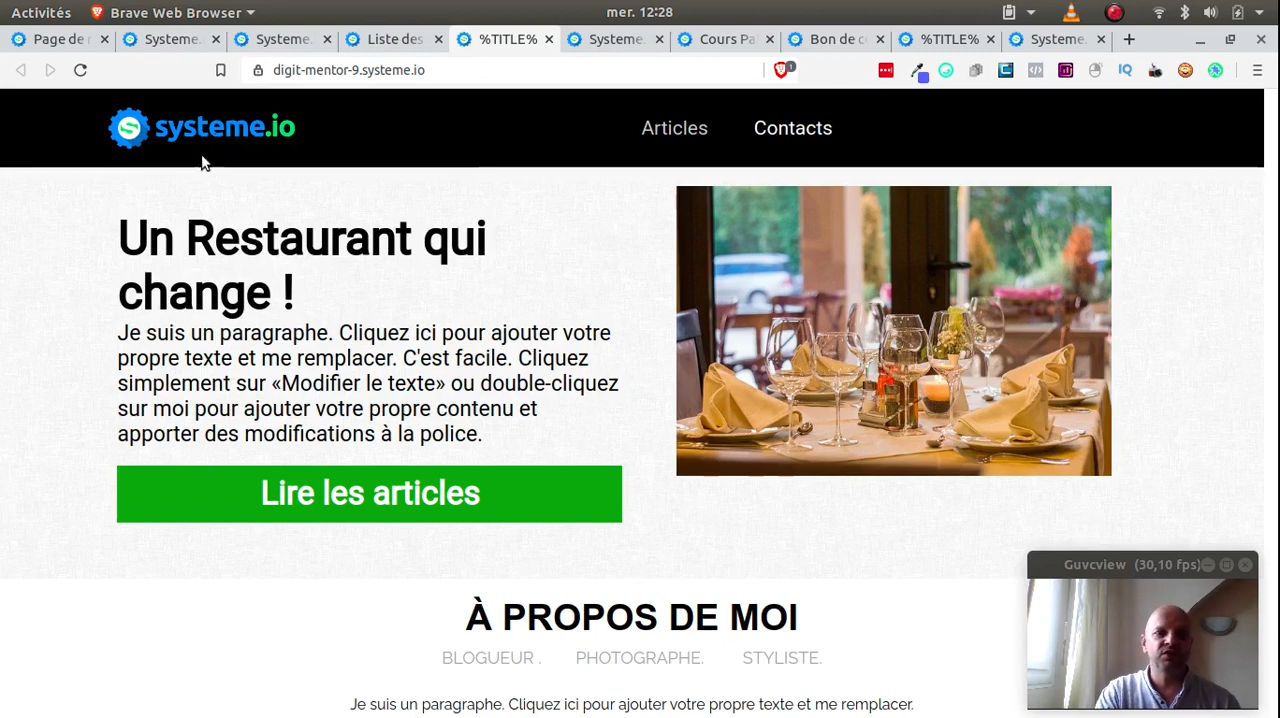 Activités
Brave Web Browser
mer. 12:28
Page de
Systeme.
Systeme.
Liste des
%TITLE%
Systeme.
Cours Pa
Bon de c
%TITLE%
Systeme.
digit-mentor-9.systeme.io
1
IQ
systeme.io
Articles
Contacts
Un Restaurant qui
change !
Je suis un paragraphe. Cliquez ici pour ajouter votre
propre texte et me remplacer. C'est facile. Cliquez
simplement sur «Modifier le texte» ou double-cliquez
sur moi pour ajouter votre propre contenu et
apporter des modifications à la police.
Lire les articles
Guvcview (30,10 fps)
À PROPOS DE MOI
BLOGUEUR . PHOTOGRAPHE. STYLISTE.
Je suis un paragraphe. Cliquez ici pour ajouter votre propre texte et me remplacer.